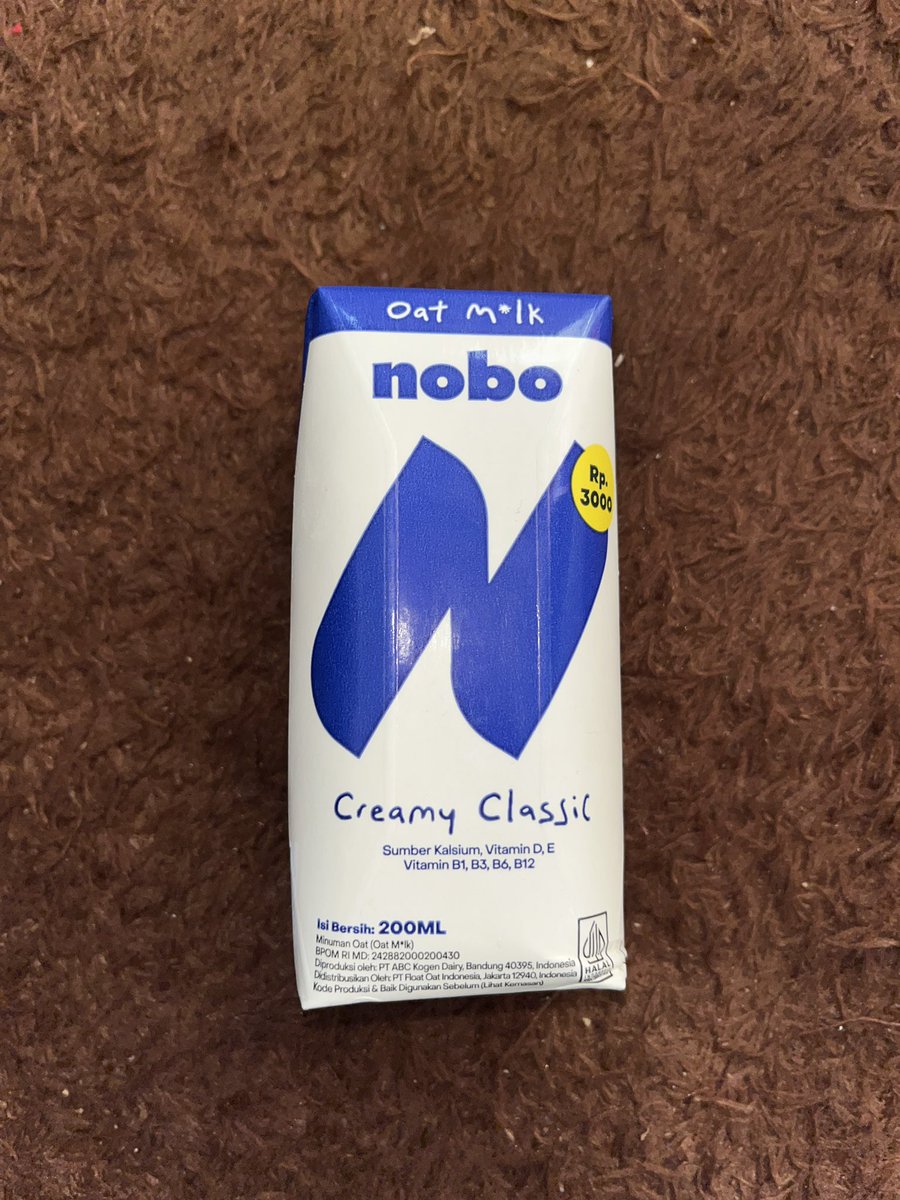 Oat M*lk
nobo
Rp.
3000
Creamy Classic
Sumber Kalsium, Vitamin D, E
Vitamin B1, B3, B6, B12
Isi Bersih: 200ML
Minuman Oat (Oat M*lk)
BPOM RI MD: 242882000200430
Diproduksi oleh: PT ABC Kogen Dairy, Bandung 40395, Indonesia
Didistribusikan Oleh: PT Float Oat Indonesia, Jakarta 12940, Indonesia
Kode Produksi & Baik Digunakan Sebelum (Lihat Kemasan)
HALAL